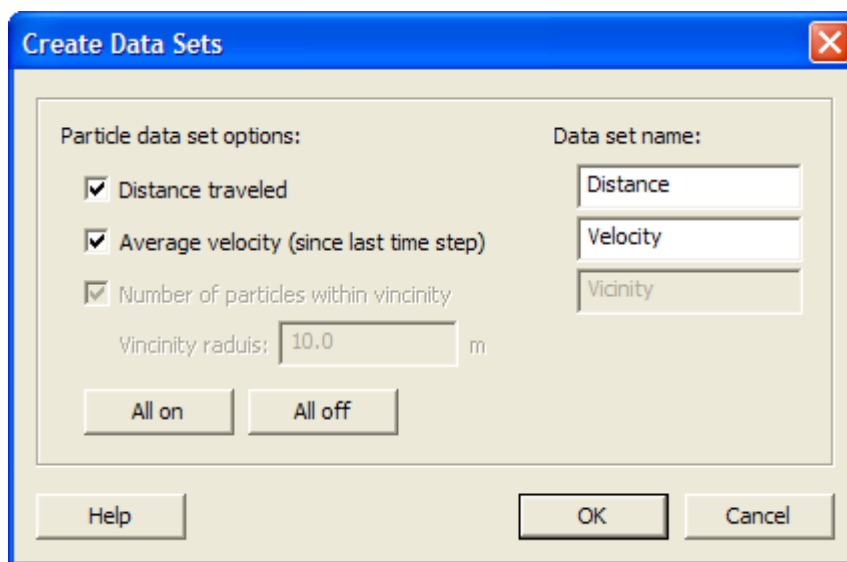 Create Data Sets
Particle data set options: Data set name:
Distance traveled Distance
Average velocity (since last time step) Velocity
Number of particles within vincinity Vicinity
Vincinity raduis: 10.0 m
All on All off
Help OK Cancel